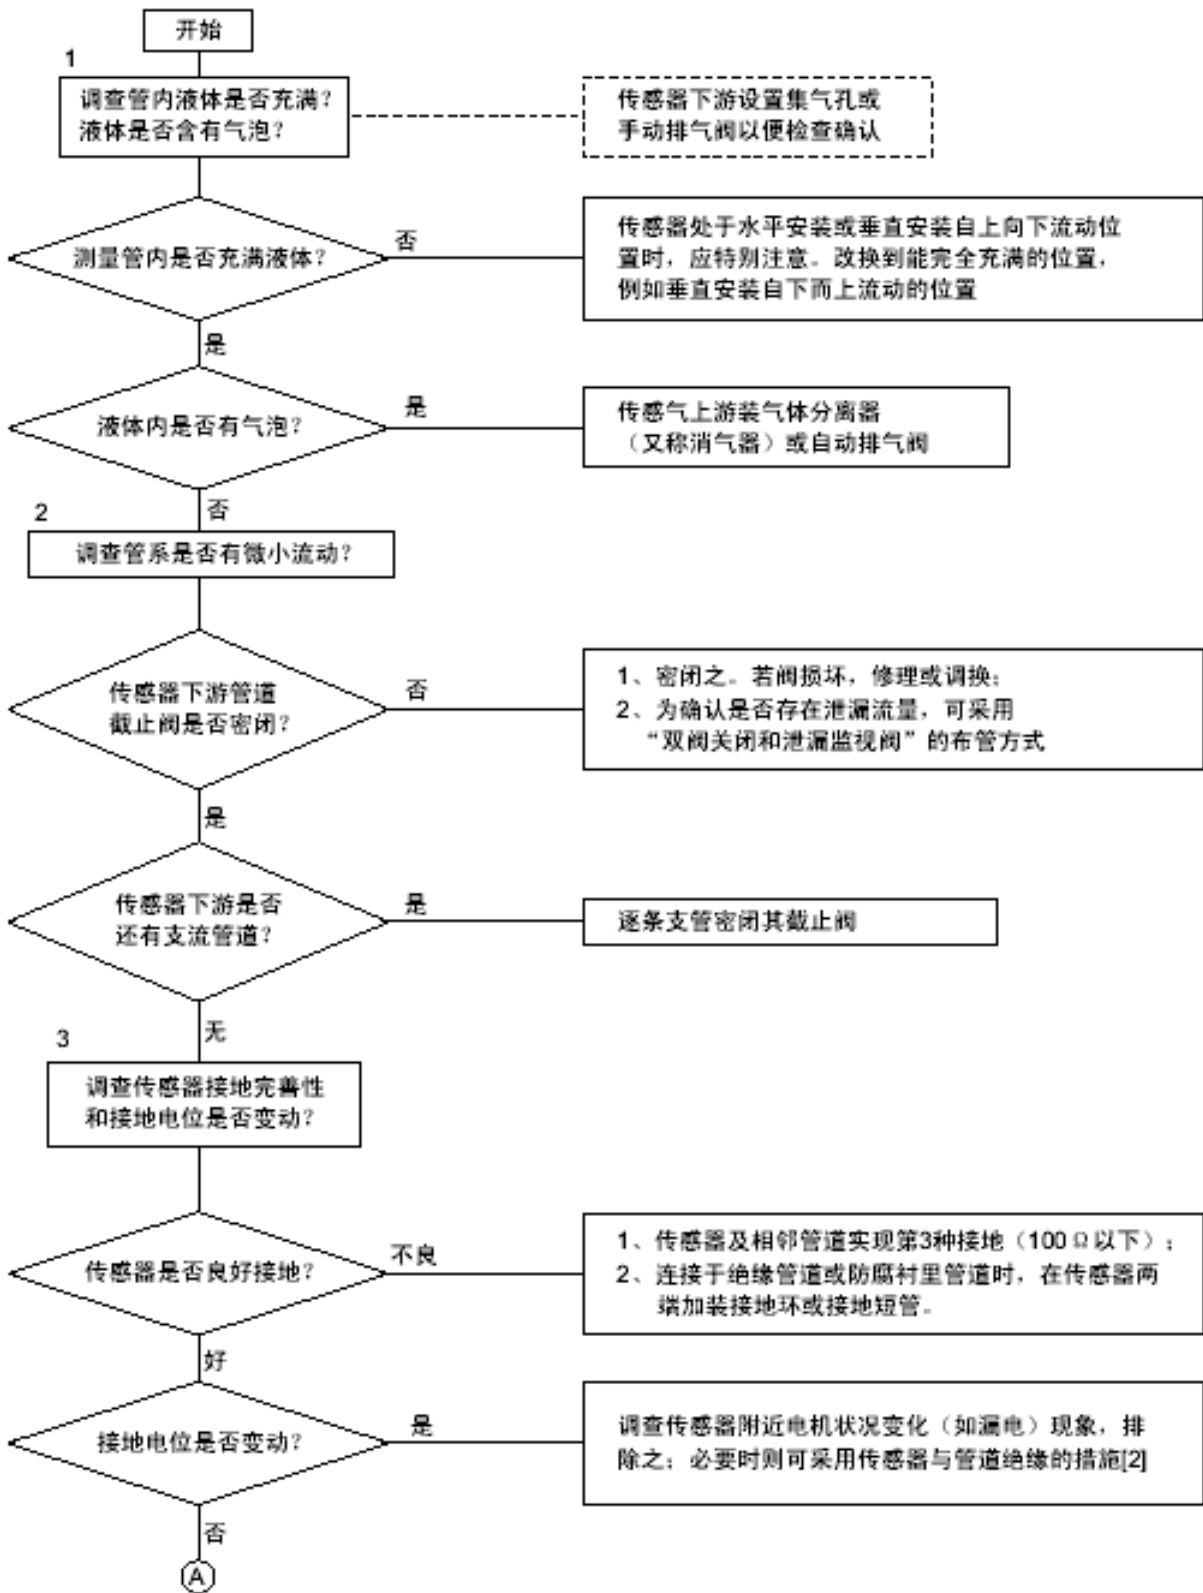 开始
1
调查管内液体是否充满？
液体是否含有气泡？
传感器下游设置集气孔或
手动排气阀以便检查确认
测量管内是否充满液体？
否
传感器处于水平安装或垂直安装自上向下流动位
置时，应特别注意。改换到能完全充满的位置，
例如垂直安装自下而上流动的位置
是
液体内是否有气泡？
是
传感气上游装气体分离器
（又称消气器）或自动排气阀
否
2
调查管系是否有微小流动？
传感器下游管道
截止阀是否密闭？
否
1、密闭之。若阀损坏，修理或调换；
2、为确认是否存在泄漏流量，可采用
“双阀关闭和泄漏监视阀”的布管方式
是
传感器下游是否
还有支流管道？
是
逐条支管密闭其截止阀
无
3
调查传感器接地完善性
和接地电位是否变动？
传感器是否良好接地？
不良
1、传感器及相邻管道实现第3种接地（100Ω以下）；
2、连接于绝缘管道或防腐衬里管道时，在传感器两
端加装接地环或接地短管。
好
接地电位是否变动？
是
调查传感器附近电机状况变化（如漏电）现象，排
除之；必要时则可采用传感器与管道绝缘的措施[2]
否
A